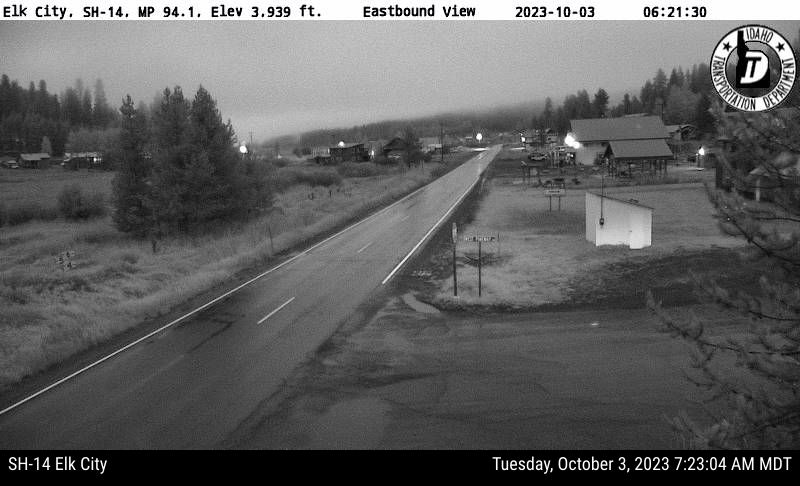 Elk City, SH-14, MP 94.1, Elev 3,939 ft. Eastbound View 2023-10-03 06:21:30
IDAHO
TRANSPORTATION DEPARTMENT
SH-14 Elk City Tuesday, October 3, 2023 7:23:04 AM MDT